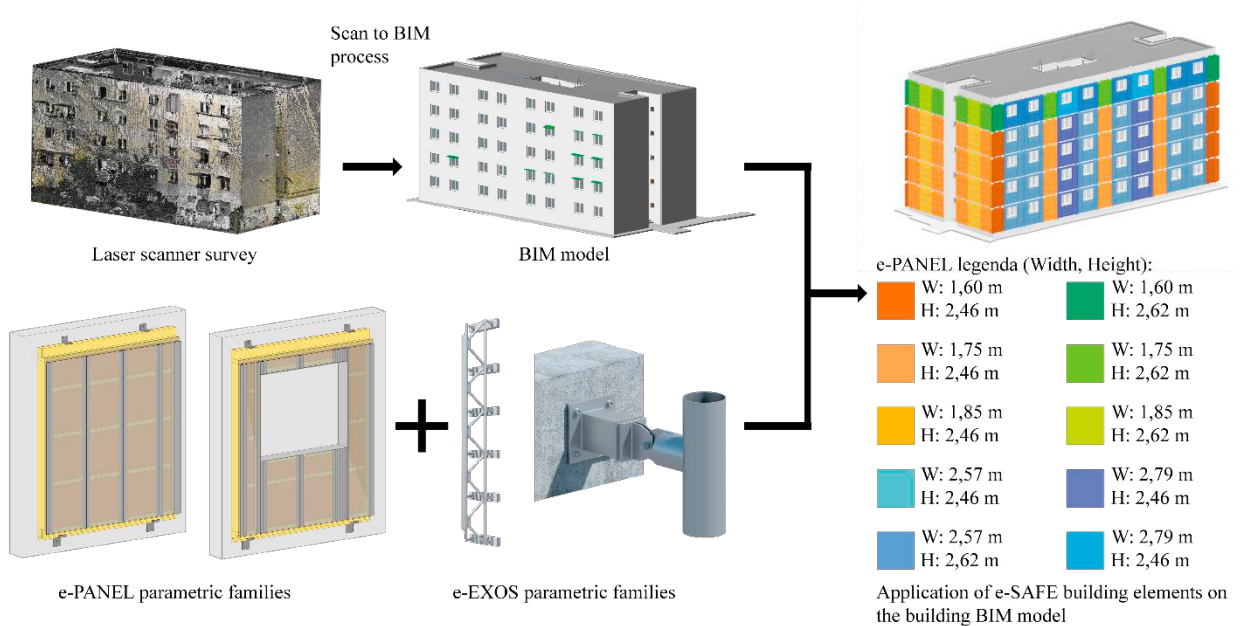 Scan to BIM
process
Laser scanner survey
BIM model
e-PANEL parametric families
e-EXOS parametric families
e-PANEL legenda (Width, Height):
W: 1,60 m
H: 2,46 m
W: 1,60 m
H: 2,62 m
W: 1,75 m
H: 2,46 m
W: 1,75 m
H: 2,62 m
W: 1,85 m
H: 2,46 m
W: 1,85 m
H: 2,62 m
W: 2,57 m
H: 2,46 m
W: 2,79 m
H: 2,46 m
W: 2,57 m
H: 2,62 m
W: 2,79 m
H: 2,46 m
Application of e-SAFE building elements on
the building BIM model